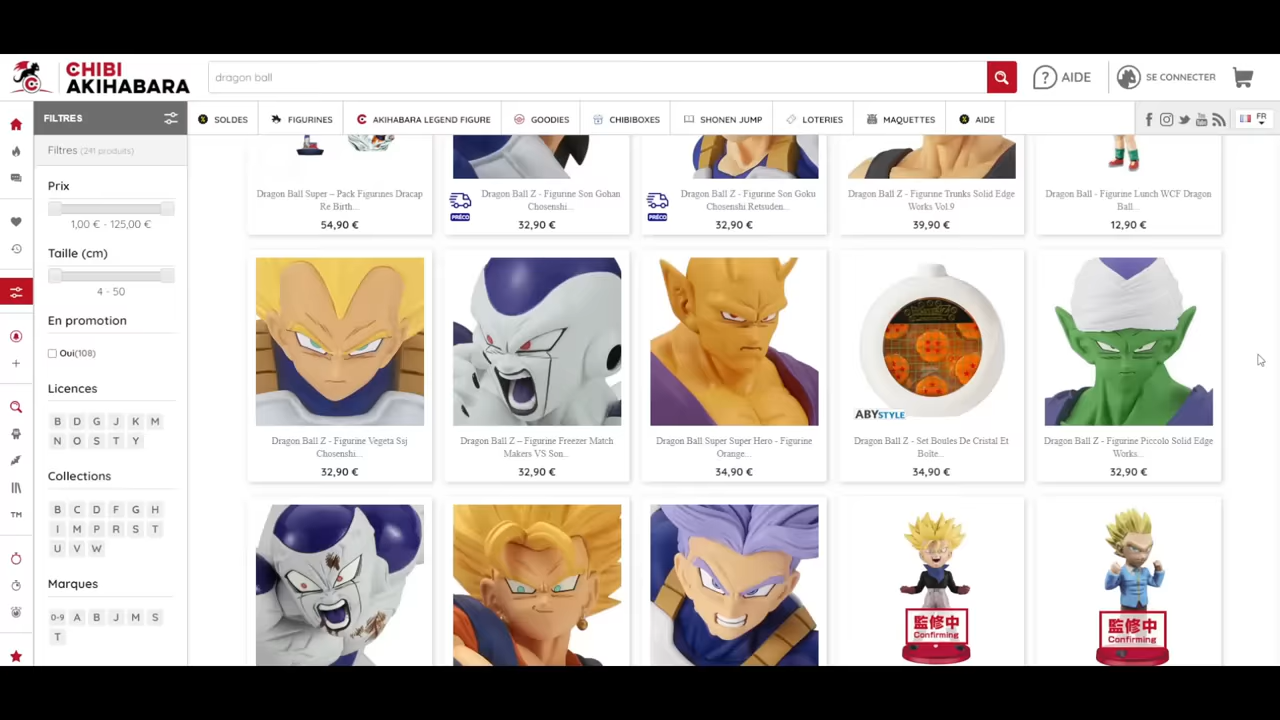 CHIBI
AKIHABARA
dragon ball
AIDE
SE CONNECTER
FILTRES
SOLDES
FIGURINES
AKIHABARA LEGEND FIGURE
GOODIES
CHIBIBOXES
SHONEN JUMP
LOTERIES
MAQUETTES
AIDE
FR
Filtres (241 produits)
Prix
1,00 € - 125,00 €
Taille (cm)
4 - 50
En promotion
Oui(108)
Licences
B D G J K M
N O S T Y
Collections
B C D F G H
I M P R S T
U V W
Marques
0-9 A B J M S
T
Dragon Ball Super – Pack Figurines Dracap
Re Birth...
54,90 €
PRÉCO
Dragon Ball Z - Figurine Son Gohan
Chosenshi...
32,90 €
PRÉCO
Dragon Ball Z - Figurine Son Goku
Chosenshi Retsuden...
32,90 €
Dragon Ball Z - Figurine Trunks Solid Edge
Works Vol.9
39,90 €
Dragon Ball - Figurine Lunch WCF Dragon
Ball...
12,90 €
Dragon Ball Z - Figurine Vegeta Ssj
Chosenshi...
32,90 €
Dragon Ball Z – Figurine Freezer Match
Makers VS Son...
32,90 €
Dragon Ball Super Super Hero - Figurine
Orange...
34,90 €
ABYSTYLE
Dragon Ball Z - Set Boules De Cristal Et
Boîte...
34,90 €
Dragon Ball Z - Figurine Piccolo Solid Edge
Works...
32,90 €
監修中
Confirming
監修中
Confirming
TM